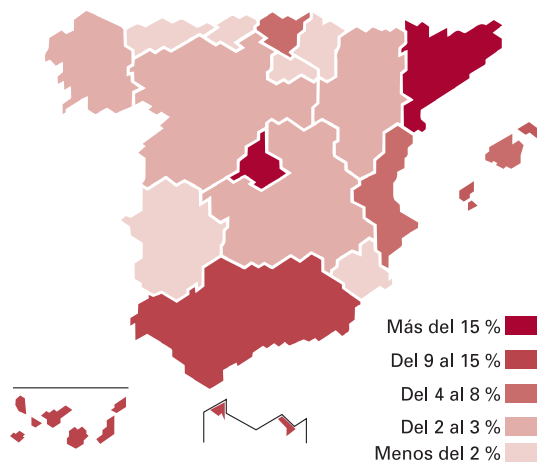 Más del 15 %
Del 9 al 15 %
Del 4 al 8 %
Del 2 al 3 %
Menos del 2 %